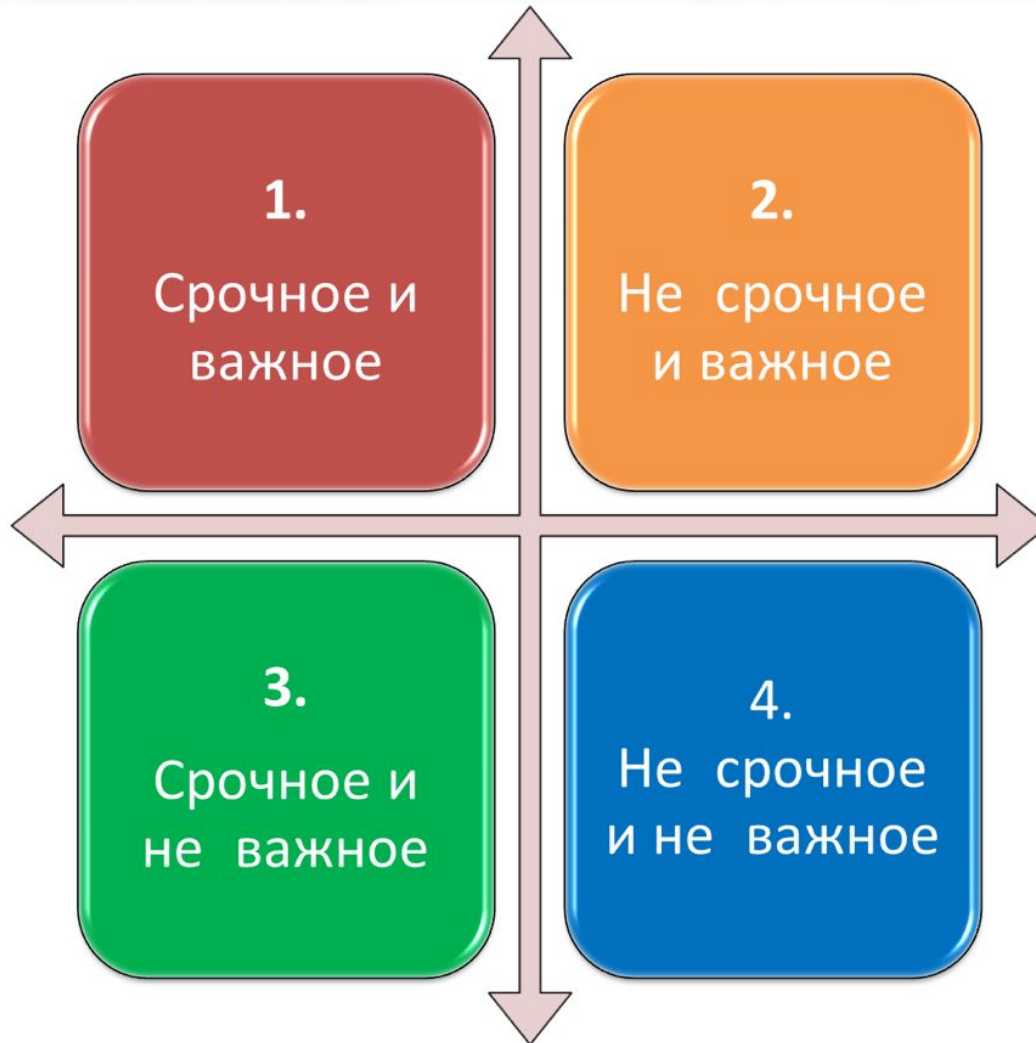 1.
Срочное и
важное
2.
Не срочное
и важное
3.
Срочное и
не важное
4.
Не срочное
и не важное